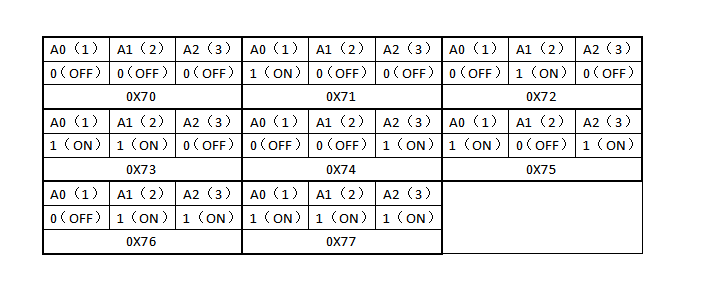 A0（1） A1（2） A2（3） A0（1） A1（2） A2（3） A0（1） A1（2） A2（3）
0(OFF) 0(OFF) 0(OFF) 1（ON） 0(OFF) 0(OFF) 0(OFF) 1（ON） 0(OFF)
0X70 0X71 0X72
A0（1） A1（2） A2（3） A0（1） A1（2） A2（3） A0（1） A1（2） A2（3）
1（ON） 1（ON） 0(OFF) 0(OFF) 0(OFF) 1（ON） 1（ON） 0(OFF) 1（ON）
0X73 0X74 0X75
A0（1） A1（2） A2（3） A0（1） A1（2） A2（3）
0(OFF) 1（ON） 1（ON） 1（ON） 1（ON） 1（ON）
0X76 0X77